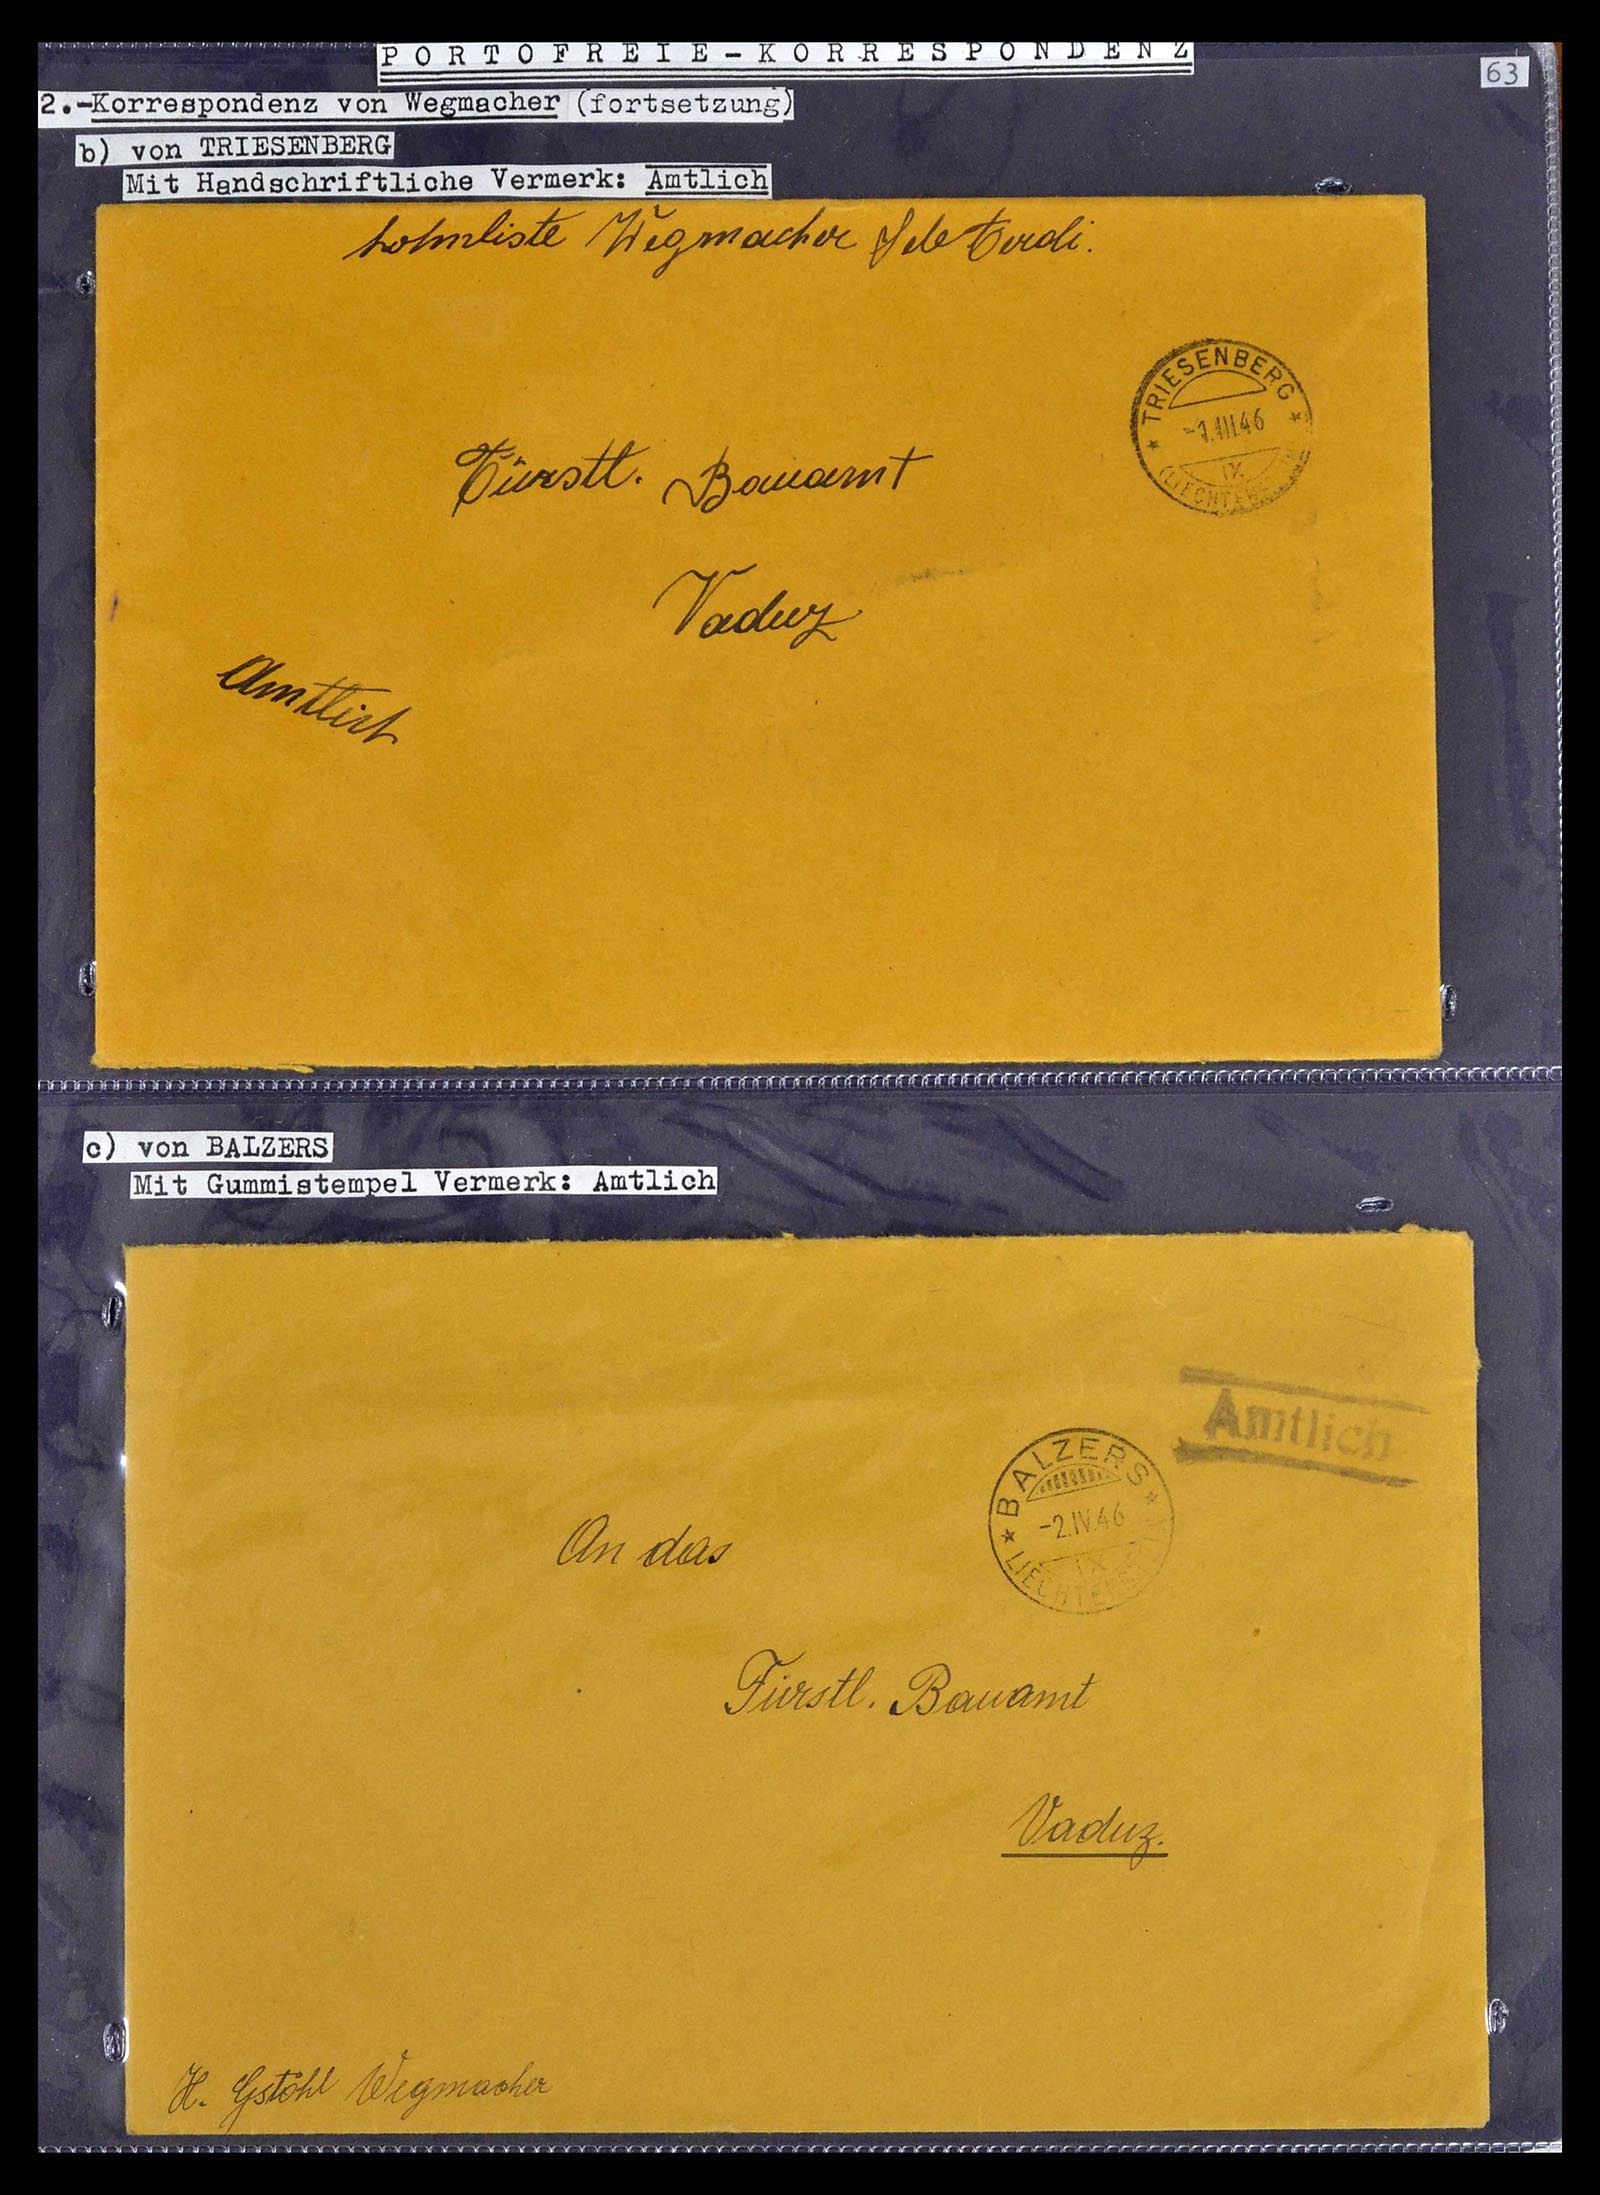 PORTOFREIE-KORRESPONDENZ
63
2.-Korrespondenz von Wegmacher (fortsetzung)
b) von TRIESENBERG
Mit Handschriftliche Vermerk: Amtlich
Lohnliste Wegmacher
TRIESENBERG
-1.III.46
IX
Fürstl. Bauamt
Vaduz
Amtlich
c) von BALZERS
Mit Gummistempel Vermerk: Amtlich
Amtlich
BALZERS
-2.IV.46
IX
An das
Fürstl. Bauamt
Vaduz.
H. Gstöhl Wegmacher